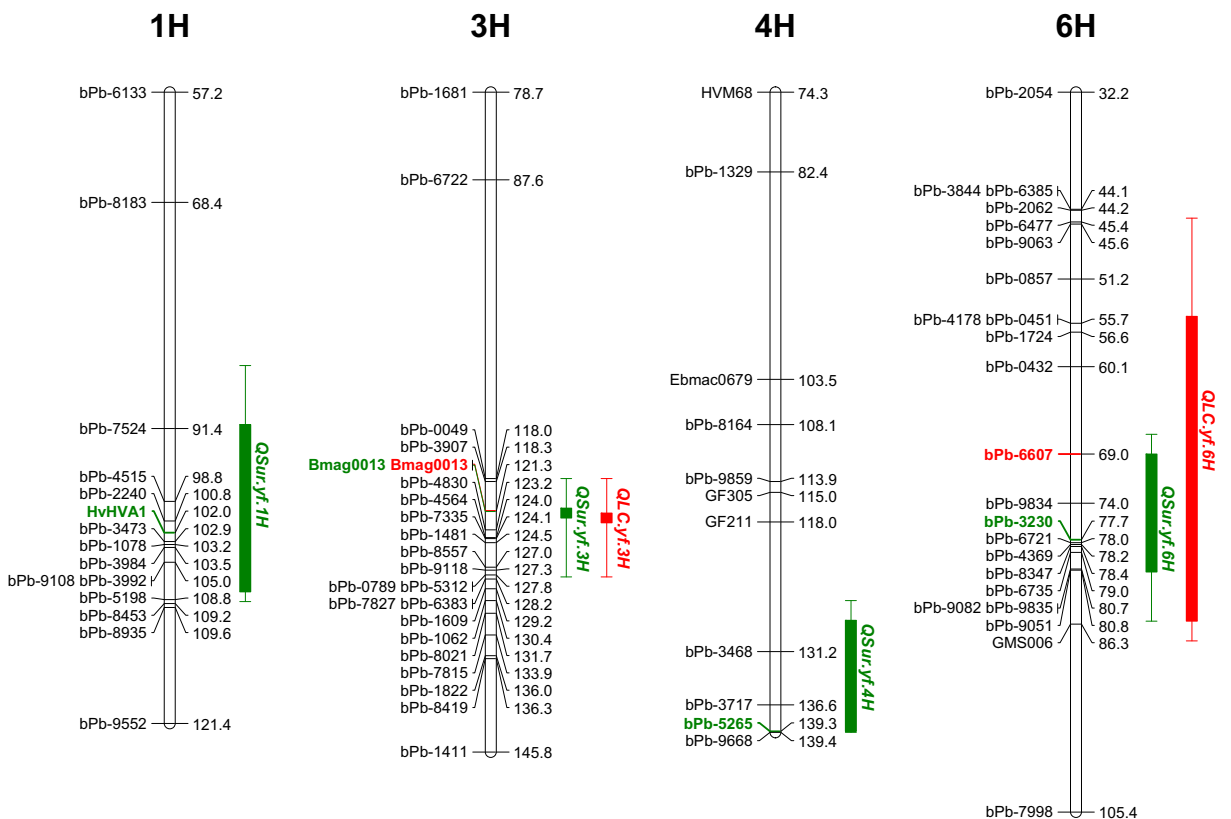 1H
bPb-6133 57.2
bPb-8183 68.4
bPb-7524 91.4
bPb-4515 98.8
bPb-2240 100.8
HvHVA1 102.0
bPb-3473 102.9
bPb-1078 103.2
bPb-3984 103.5
bPb-9108 bPb-3992 105.0
bPb-5198 108.8
bPb-8453 109.2
bPb-8935 109.6
bPb-9552 121.4
QSur.yf.1H
3H
bPb-1681 78.7
bPb-6722 87.6
bPb-0049 118.0
bPb-3907 118.3
Bmag0013 Bmag0013 121.3
bPb-4830 123.2
bPb-4564 124.0
bPb-7335 124.1
bPb-1481 124.5
bPb-8557 127.0
bPb-9118 127.3
bPb-0789 bPb-5312 127.8
bPb-7827 bPb-6383 128.2
bPb-1609 129.2
bPb-1062 130.4
bPb-8021 131.7
bPb-7815 133.9
bPb-1822 136.0
bPb-8419 136.3
bPb-1411 145.8
QSur.yf.3H
QLC.yf.3H
4H
HVM68 74.3
bPb-1329 82.4
Ebmac0679 103.5
bPb-8164 108.1
bPb-9859 113.9
GF305 115.0
GF211 118.0
bPb-3468 131.2
bPb-3717 136.6
bPb-5265 139.3
bPb-9668 139.4
QSur.yf.4H
6H
bPb-2054 32.2
bPb-3844 bPb-6385 44.1
bPb-2062 44.2
bPb-6477 45.4
bPb-9063 45.6
bPb-0857 51.2
bPb-4178 bPb-0451 55.7
bPb-1724 56.6
bPb-0432 60.1
bPb-6607 69.0
bPb-9834 74.0
bPb-3230 77.7
bPb-6721 78.0
bPb-4369 78.2
bPb-8347 78.4
bPb-6735 79.0
bPb-9082 bPb-9835 80.7
bPb-9051 80.8
GMS006 86.3
bPb-7998 105.4
QSur.yf.6H
QLC.yf.6H